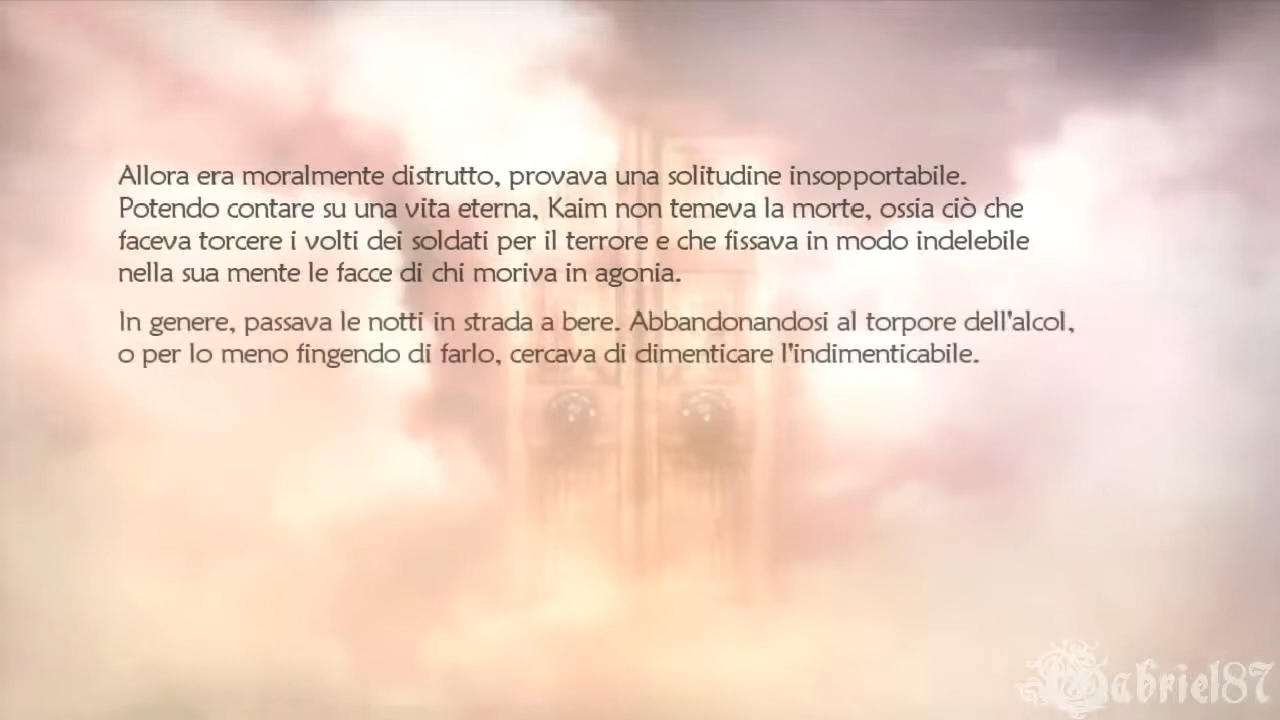 Allora era moralmente distrutto, provava una solitudine insopportabile.
Potendo contare su una vita eterna, Kaim non temeva la morte, ossia ciò che
faceva torcere i volti dei soldati per il terrore e che fissava in modo indelebile
nella sua mente le facce di chi moriva in agonia.
In genere, passava le notti in strada a bere. Abbandonandosi al torpore dell'alcol,
o per lo meno fingendo di farlo, cercava di dimenticare l'indimenticabile.
Gabriel87